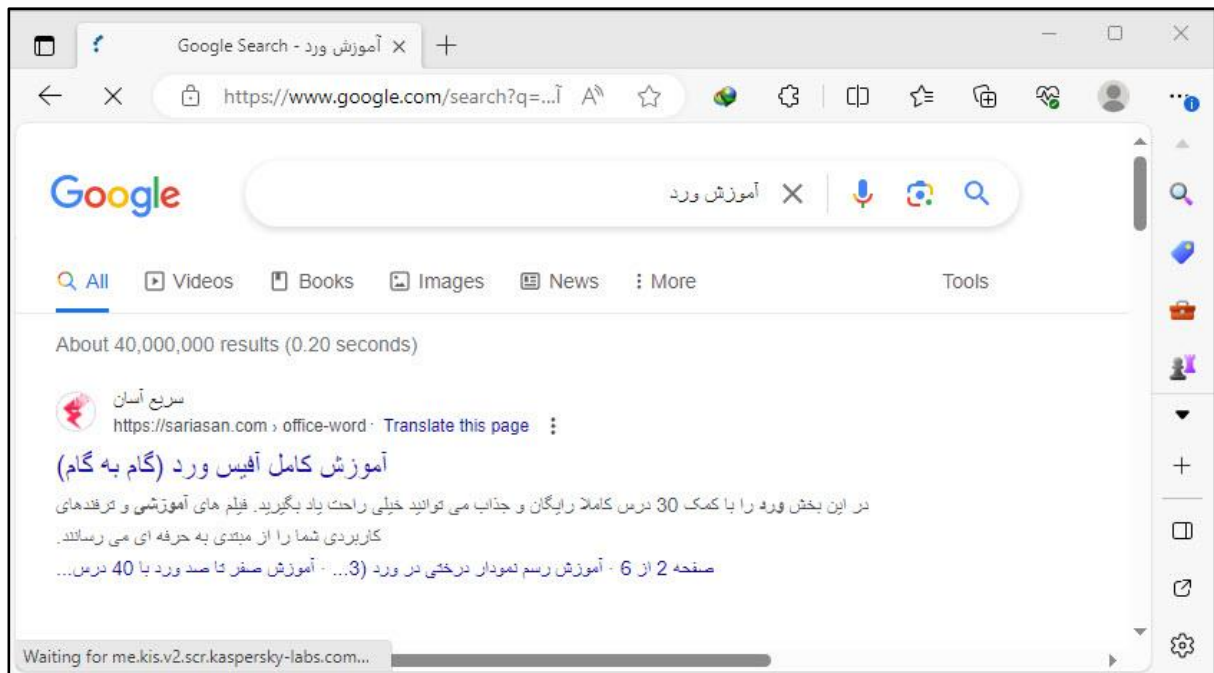 آموزش ورد - Google Search
https://www.google.com/search?q=...آ
Google
آموزش ورد
All Videos Books Images News More Tools
About 40,000,000 results (0.20 seconds)
سریع آسان
https://sariasan.com › office-word · Translate this page
آموزش کامل آفیس ورد (گام به گام)
در این بخش ورد را با کمک 30 درس کاملا رایگان و جذاب می توانید خیلی راحت یاد بگیرید. فیلم های آموزشی و ترفندهای
کاربردی شما را از مبتدی به حرفه ای می رسانند.
صفحه 2 از 6 · آموزش رسم نمودار درختی در ورد (3... · آموزش صفر تا صد ورد با 40 درس...
Waiting for me.kis.v2.scr.kaspersky-labs.com...